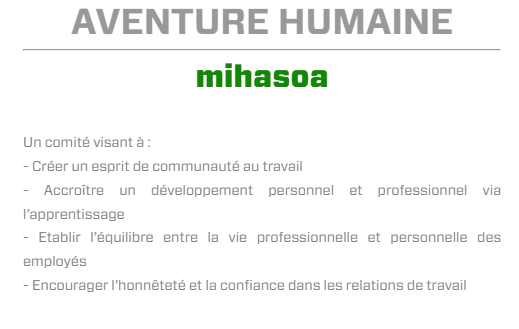 AVENTURE HUMAINE
mihasoa
Un comité visant à :
- Créer un esprit de communauté au travail
- Accroître un développement personnel et professionnel via
l'apprentissage
- Etablir l'équilibre entre la vie professionnelle et personnelle des
employés
- Encourager l'honnêteté et la confiance dans les relations de travail